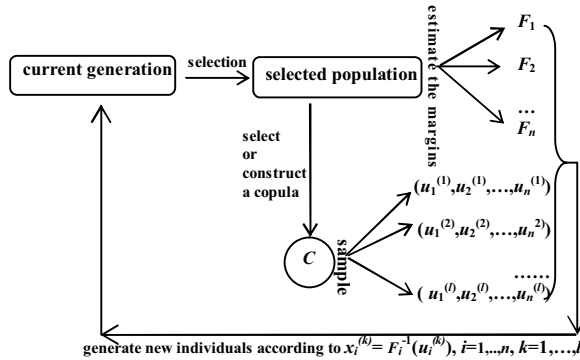 current generation
selection
selected population
estimate the margins
F₁
F₂
...
Fₙ
select
or
construct
a copula
C
sample
(u₁⁽¹⁾,u₂⁽¹⁾,...,uₙ⁽¹⁾)
(u₁⁽²⁾,u₂⁽²⁾,...,uₙ²⁾)
......
( u₁⁽ˡ⁾,u₂⁽ˡ⁾,...,uₙ⁽ˡ⁾)
generate new individuals according to xᵢ⁽ᵏ⁾= Fᵢ⁻¹(uᵢ⁽ᵏ⁾), i=1,..,n, k=1,...,l